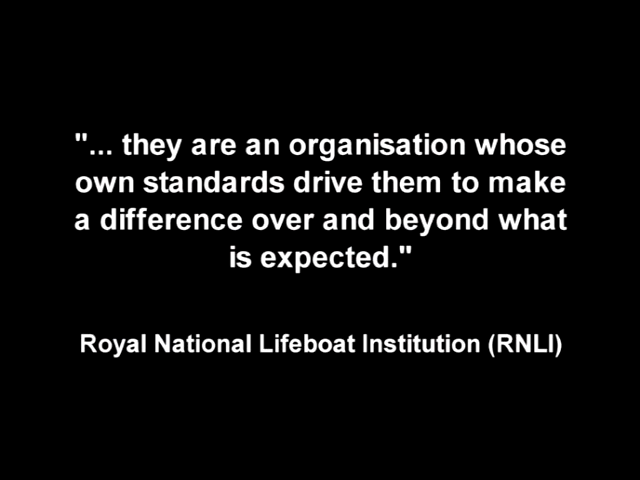 "... they are an organisation whose
own standards drive them to make
a difference over and beyond what
is expected."
Royal National Lifeboat Institution (RNLI)